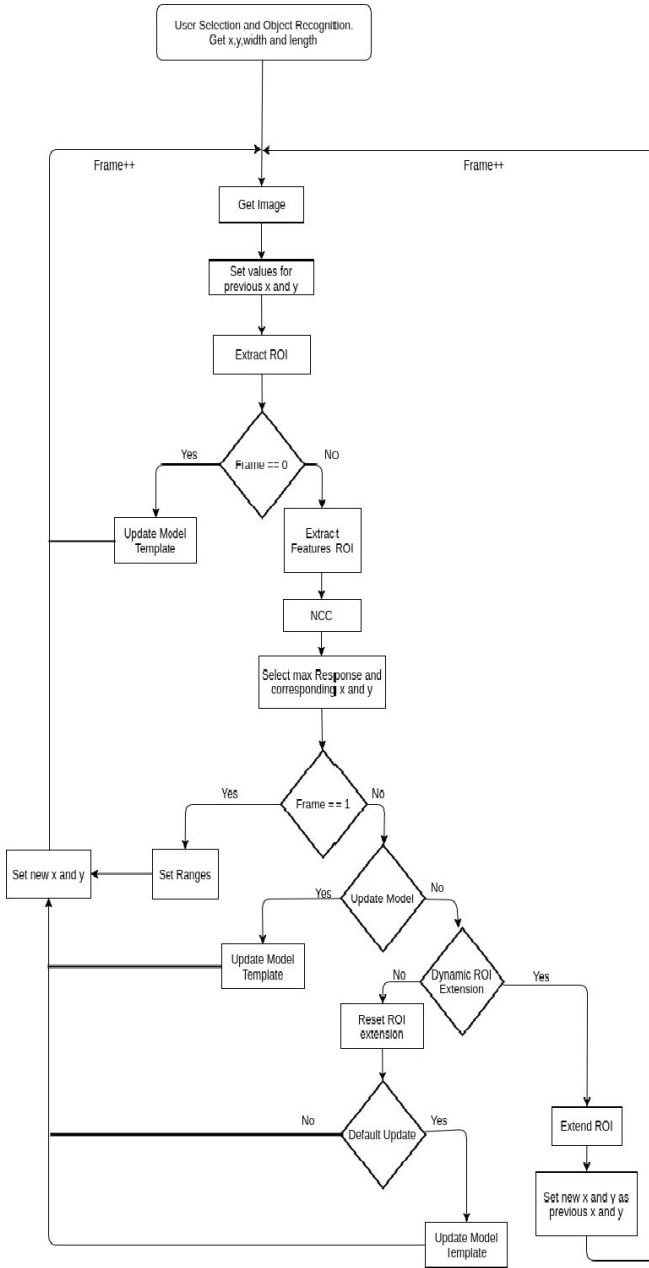 User Selection and Object Recognition.
Get x,y,width and length
Frame++
Frame++
Get Image
Set values for
previous x and y
Extract ROI
Yes
Frame == 0
No
Update Model
Template
Extract
Features ROI
NCC
Select max Response and
corresponding x and y
Yes
Frame == 1
No
Set new x and y
Set Ranges
Yes
Update Model
No
Update Model
Template
No
Dynamic ROI
Extension
Yes
Reset ROI
extension
No
Default Update
Yes
Extend ROI
Set new x and y as
previous x and y
Update Model
Template